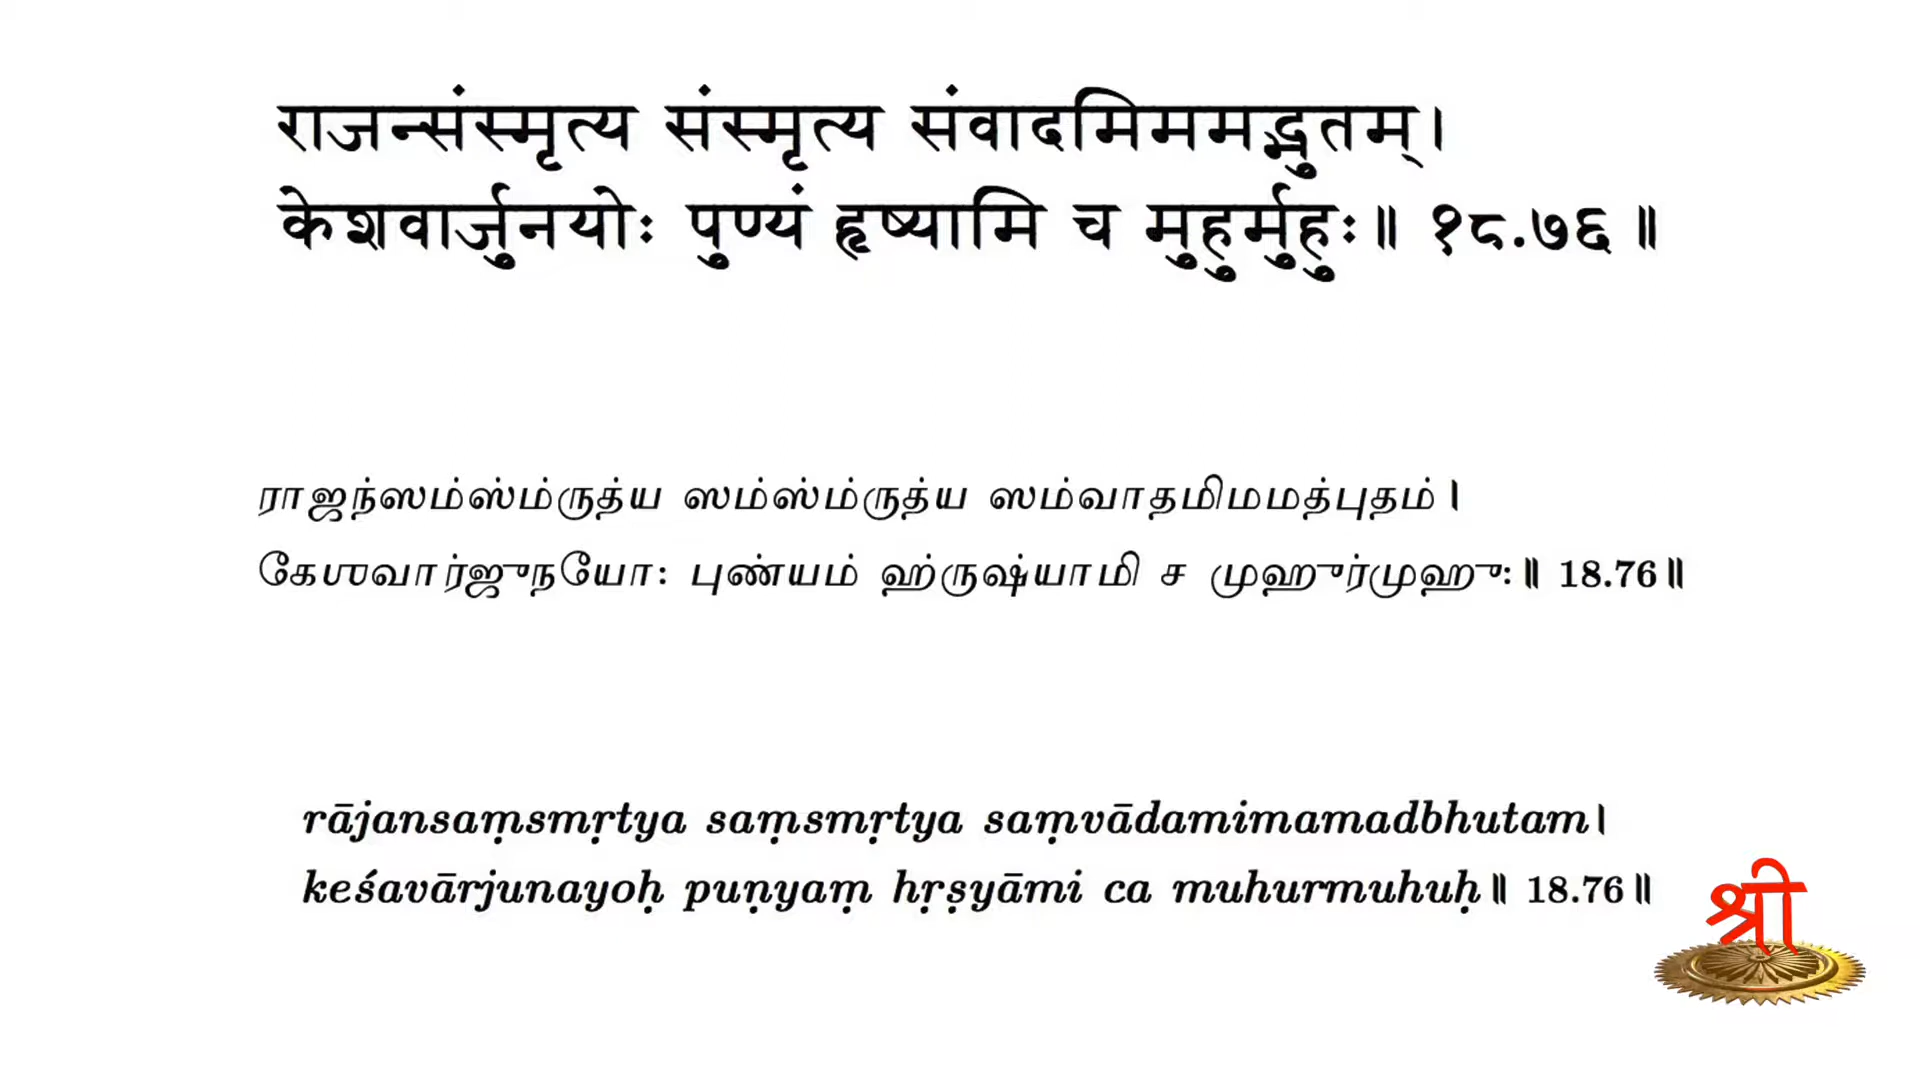 राजन्संस्मृत्य संस्मृत्य संवादमिममद्भुतम्।
केशवार्जुनयोः पुण्यं हृष्यामि च मुहुर्मुहुः॥ १८.७६॥
ராஜந்ஸம்ஸ்ம்ருத்ய ஸம்ஸ்ம்ருத்ய ஸம்வாதமிமமத்புதம்।
கேஶவார்ஜுநயோ: புண்யம் ஹ்ருஷ்யாமி ச முஹுர்முஹு:॥ 18.76॥
rājansaṃsmṛtya saṃsmṛtya saṃvādamimamadbhutam।
keśavārjunayoḥ puṇyaṃ hṛṣyāmi ca muhurmuhuḥ॥ 18.76॥
श्री